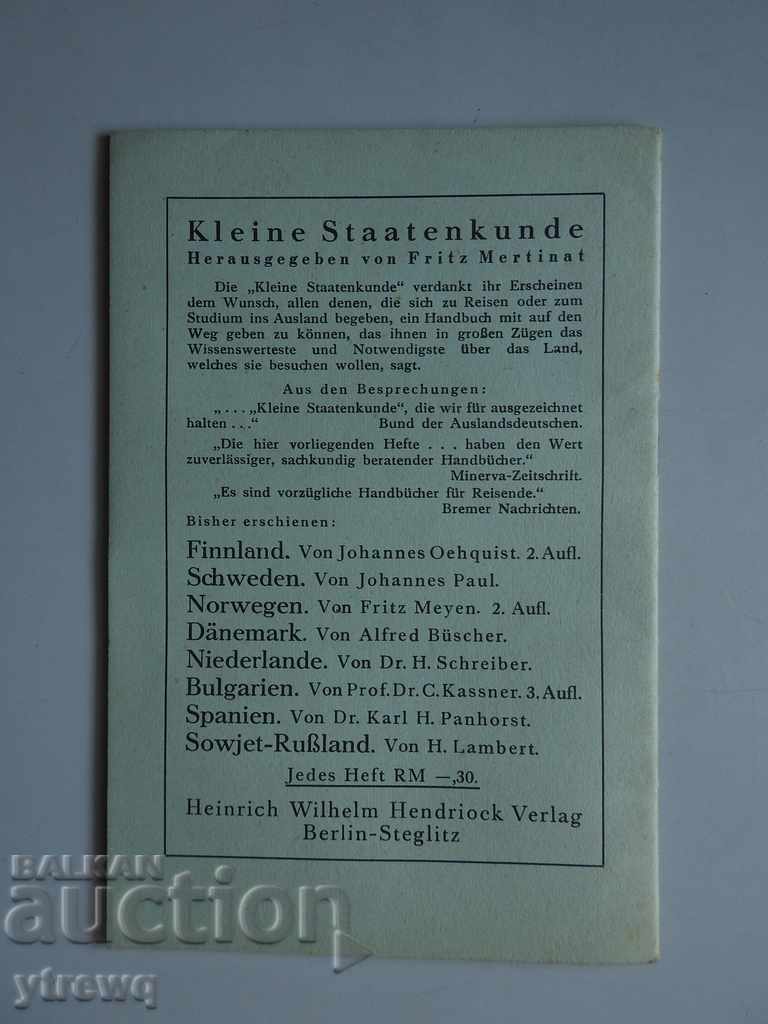 Kleine Staatenkunde
Herausgegeben von Fritz Mertinat
Die „Kleine Staatenkunde“ verdankt ihr Erscheinen
dem Wunsch, allen denen, die sich zu Reisen oder zum
Studium ins Ausland begeben, ein Handbuch mit auf den
Weg geben zu können, das ihnen in großen Zügen das
Wissenswerteste und Notwendigste über das Land,
welches sie besuchen wollen, sagt.
Aus den Besprechungen:
„ . . . „Kleine Staatenkunde“, die wir für ausgezeichnet
halten . . .“ Bund der Auslandsdeutschen.
„Die hier vorliegenden Hefte . . . haben den Wert
zuverlässiger, sachkundig beratender Handbücher.“
Minerva-Zeitschrift.
„Es sind vorzügliche Handbücher für Reisende.“
Bremer Nachrichten.
Bisher erschienen:
Finnland. Von Johannes Oehquist. 2. Aufl.
Schweden. Von Johannes Paul.
Norwegen. Von Fritz Meyen. 2. Aufl.
Dänemark. Von Alfred Büscher.
Niederlande. Von Dr. H. Schreiber.
Bulgarien. Von Prof. Dr. C. Kassner. 3. Aufl.
Spanien. Von Dr. Karl H. Panhorst.
Sowjet-Rußland. Von H. Lambert.
Jedes Heft RM —,30.
Heinrich Wilhelm Hendriock Verlag
Berlin-Steglitz
BALKAN
auction
ytrewq